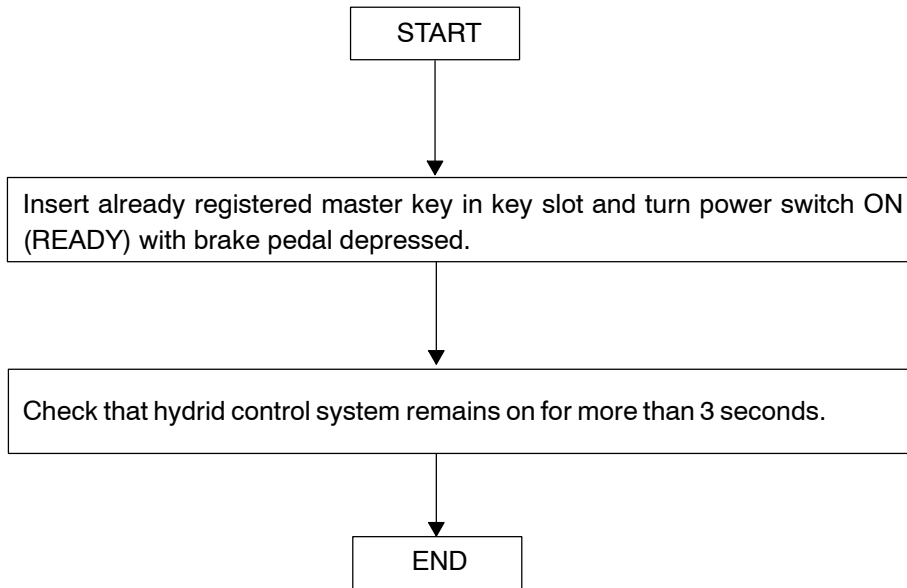 START
Insert already registered master key in key slot and turn power switch ON
(READY) with brake pedal depressed.
Check that hydrid control system remains on for more than 3 seconds.
END